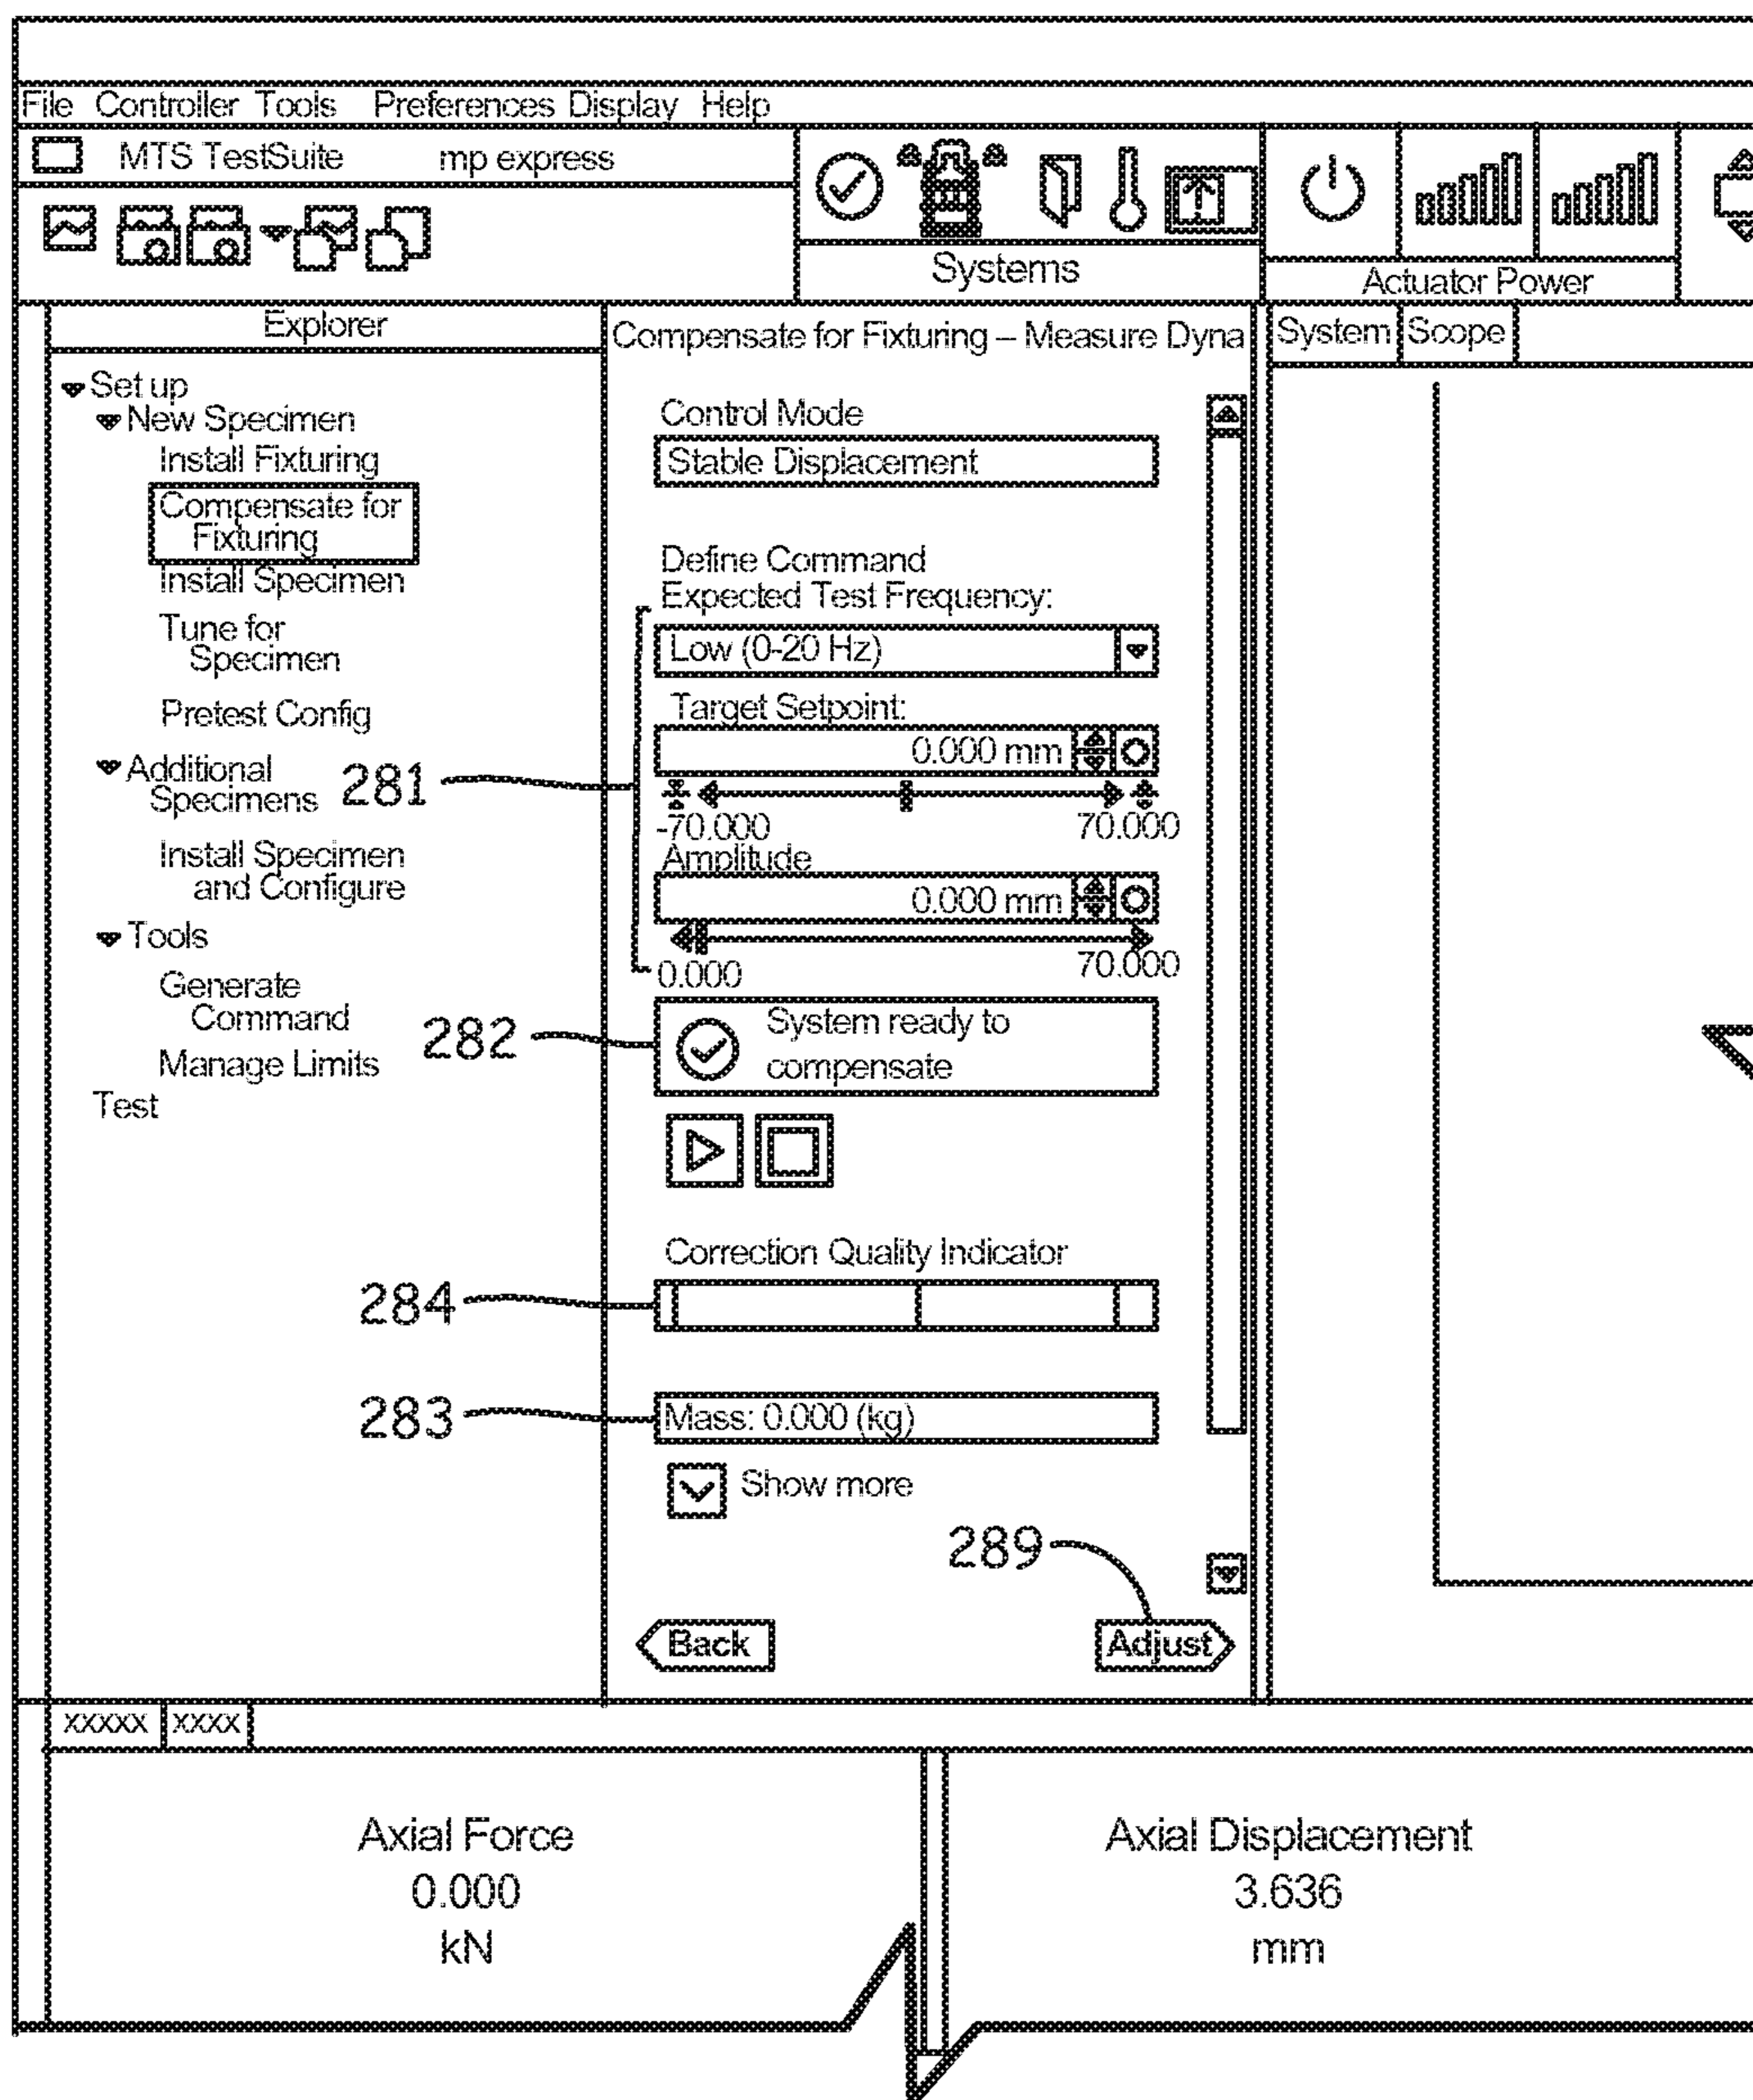 File Controller Tools Preferences Display Help
MTS TestSuite mp express
Systems
Actuator Power
Explorer
Set up
New Specimen
Install Fixturing
Compensate for
Fixturing
Install Specimen
Tune for
Specimen
Pretest Config
Additional
Specimens
Install Specimen
and Configure
Tools
Generate
Command
Manage Limits
Test
Compensate for Fixturing – Measure Dyna
Control Mode
Stable Displacement
Define Command
Expected Test Frequency:
Low (0-20 Hz)
Target Setpoint:
0.000 mm
281
-70.000 70.000
Amplitude
0.000 mm
0.000 70.000
282
System ready to
compensate
Correction Quality Indicator
284
283
Mass: 0.000 (kg)
Show more
289
Back Adjust
System Scope
xxxxx xxxx
Axial Force
0.000
kN
Axial Displacement
3.636
mm